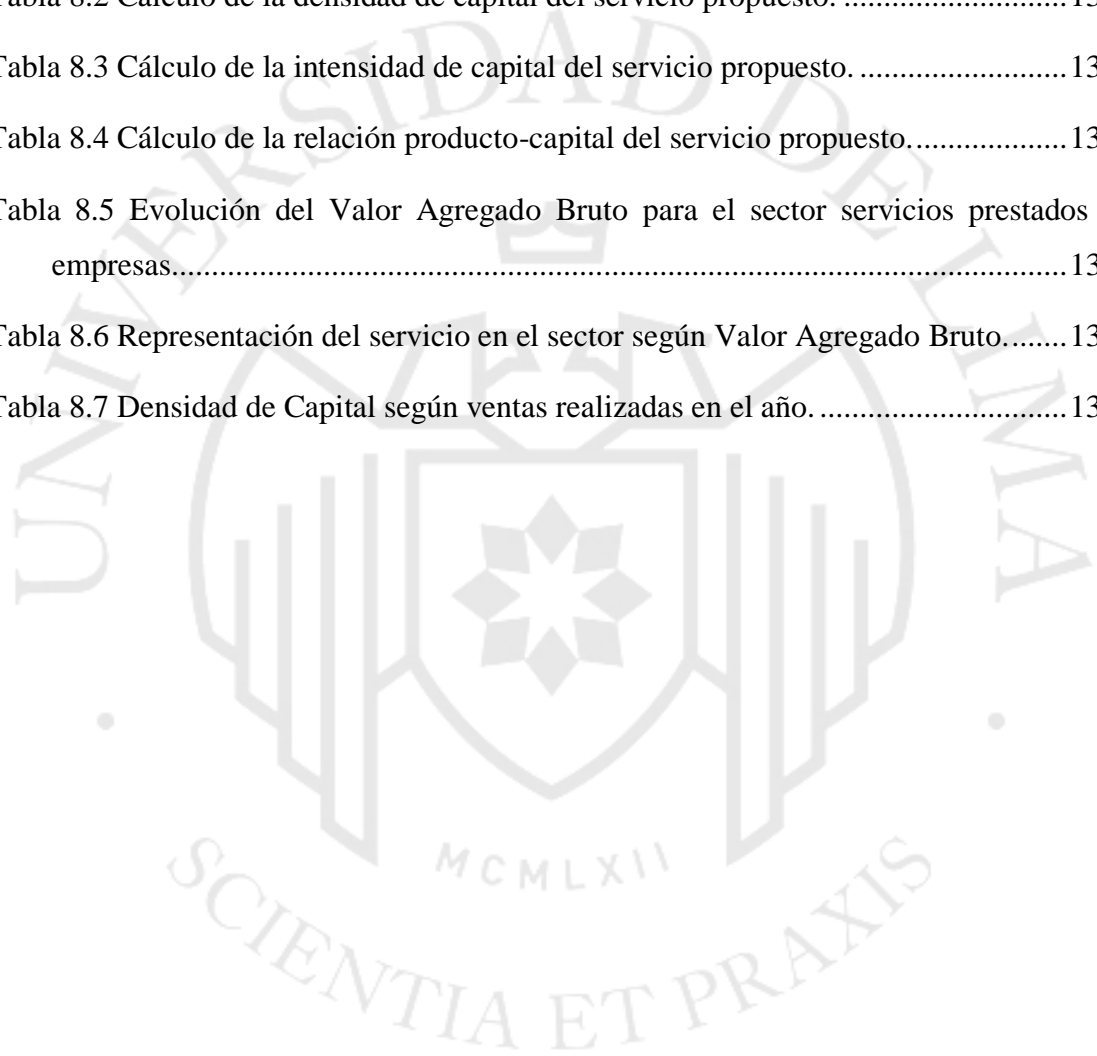 Tabla 8.2 Cálculo de la densidad de capital del servicio propuesto. ............................13
Tabla 8.3 Cálculo de la intensidad de capital del servicio propuesto. ..........................13
Tabla 8.4 Cálculo de la relación producto-capital del servicio propuesto....................13
Tabla 8.5 Evolución del Valor Agregado Bruto para el sector servicios prestados
empresas.................................................................................................................13
Tabla 8.6 Representación del servicio en el sector según Valor Agregado Bruto........13
Tabla 8.7 Densidad de Capital según ventas realizadas en el año. ...............................13
UNIVERSIDAD DE LIMA
MCMLXII
SCIENTIA ET PRAXIS